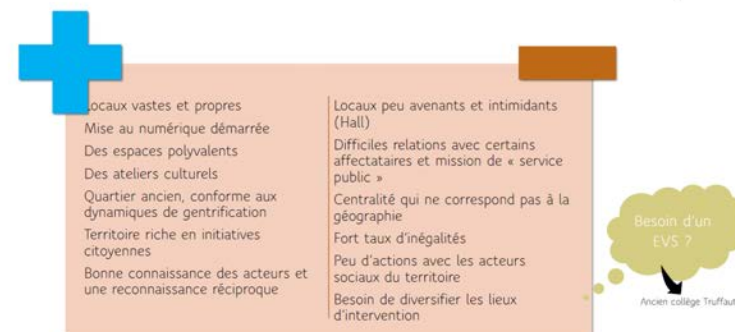 Locaux vastes et propres
Mise au numérique démarrée
Des espaces polyvalents
Des ateliers culturels
Quartier ancien, conforme aux
dynamiques de gentrification
Territoire riche en initiatives
citoyennes
Bonne connaissance des acteurs et
une reconnaissance réciproque
Locaux peu avenants et intimidants
(Hall)
Difficiles relations avec certains
affectataires et mission de « service
public »
Centralité qui ne correspond pas à la
géographie
Fort taux d'inégalités
Peu d'actions avec les acteurs
sociaux du territoire
Besoin de diversifier les lieux
d'intervention
Besoin d'un
EVS ?
Ancien collège Truffaut